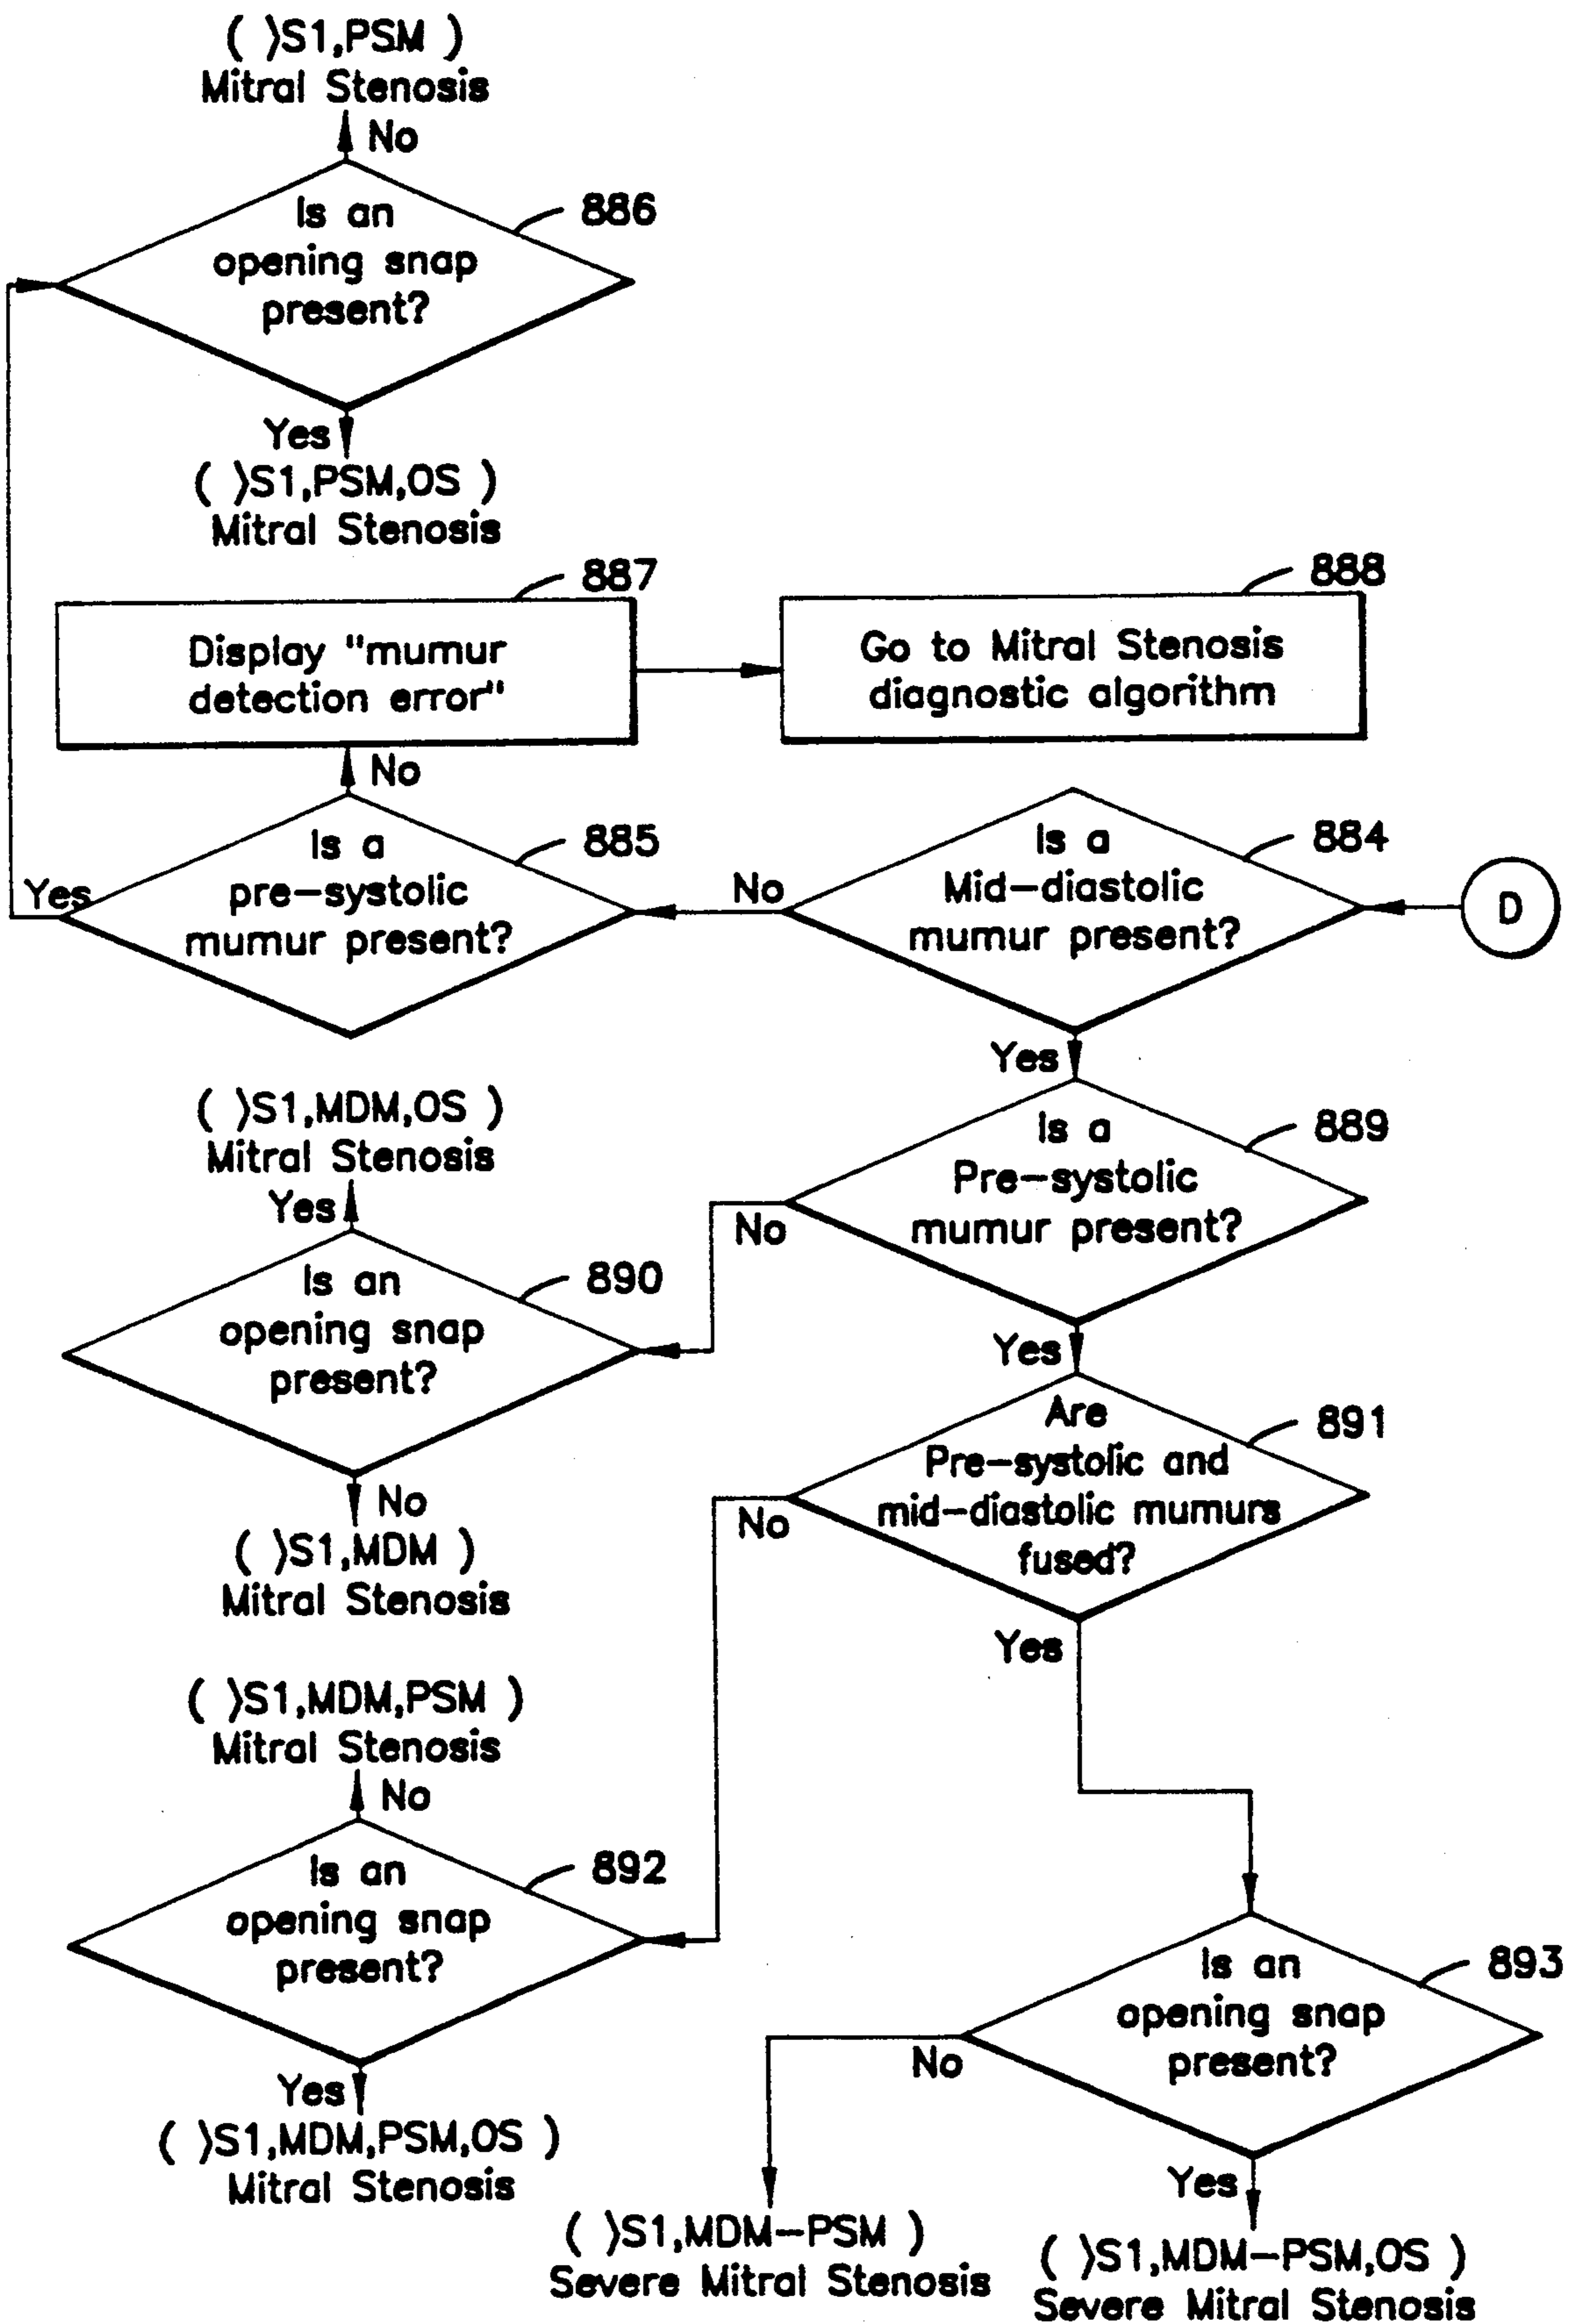 ( >S1,PSM )
Mitral Stenosis
No
Is an
opening snap
present?
886
Yes
( >S1,PSM,OS )
Mitral Stenosis
887
Display "mumur
detection error"
888
Go to Mitral Stenosis
diagnostic algorithm
No
Is a
pre-systolic
mumur present?
885
Yes
No
Is a
Mid-diastolic
mumur present?
884
D
Yes
( >S1,MDM,OS )
Mitral Stenosis
Yes
Is an
opening snap
present?
890
No
( >S1,MDM )
Mitral Stenosis
Is a
Pre-systolic
mumur present?
889
No
Yes
Are
Pre-systolic and
mid-diastolic mumurs
fused?
891
No
Yes
( >S1,MDM,PSM )
Mitral Stenosis
No
Is an
opening snap
present?
892
Yes
( >S1,MDM,PSM,OS )
Mitral Stenosis
Is an
opening snap
present?
893
No
( >S1,MDM-PSM )
Severe Mitral Stenosis
Yes
( >S1,MDM-PSM,OS )
Severe Mitral Stenosis